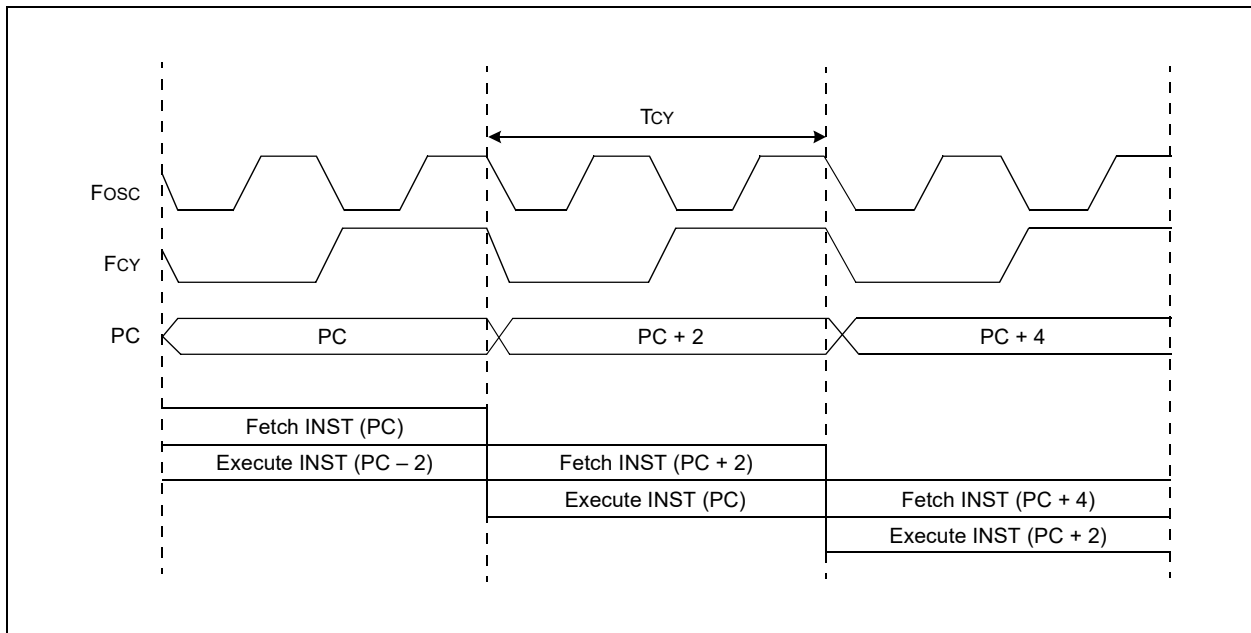 TCY
FOSC
FCY
PC PC PC + 2 PC + 4
Fetch INST (PC)
Execute INST (PC – 2) Fetch INST (PC + 2)
Execute INST (PC) Fetch INST (PC + 4)
Execute INST (PC + 2)